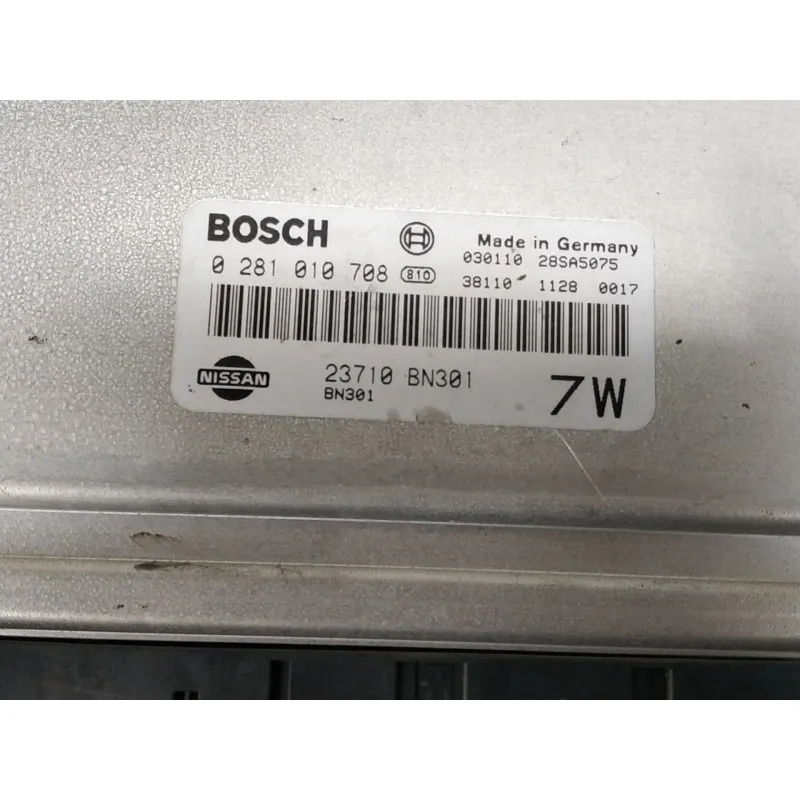 BOSCH
Made in Germany
0 281 010 708 810
030110 28SA5075
38110 1128 0017
NISSAN
23710 BN301
BN301
7W